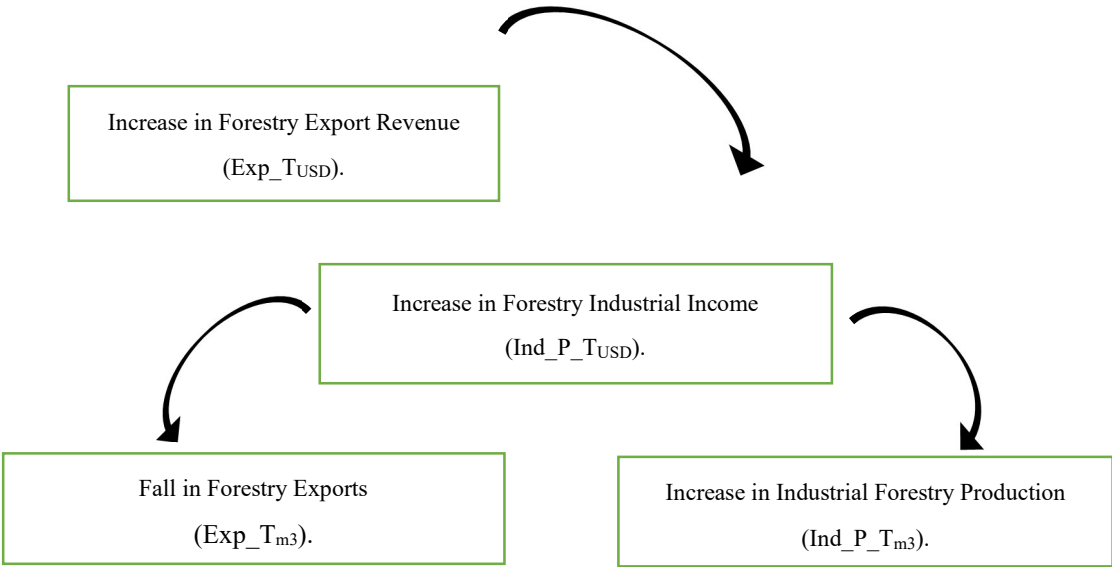 Increase in Forestry Export Revenue
(Exp_TUSD).
Increase in Forestry Industrial Income
(Ind_P_TUSD).
Fall in Forestry Exports
(Exp_Tm3).
Increase in Industrial Forestry Production
(Ind_P_Tm3).